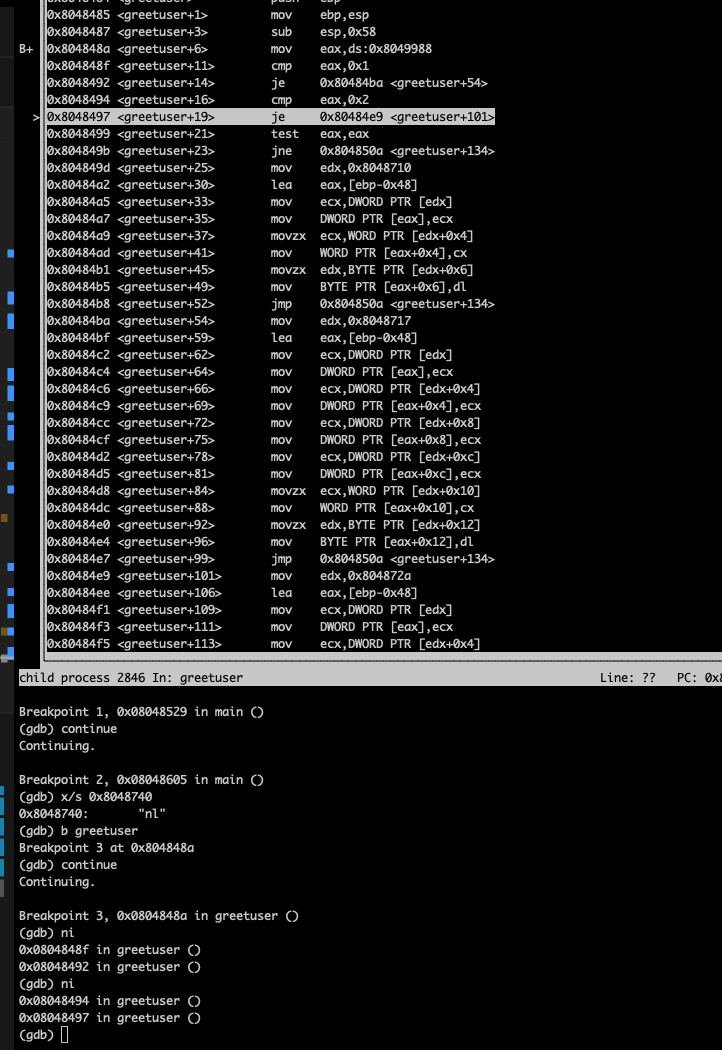 0x8048485 <greetuser+1> mov ebp,esp
0x8048487 <greetuser+3> sub esp,0x58
B+ 0x804848a <greetuser+6> mov eax,ds:0x8049988
0x804848f <greetuser+11> cmp eax,0x1
0x8048492 <greetuser+14> je 0x80484ba <greetuser+54>
0x8048494 <greetuser+16> cmp eax,0x2
> 0x8048497 <greetuser+19> je 0x80484e9 <greetuser+101>
0x8048499 <greetuser+21> test eax,eax
0x804849b <greetuser+23> jne 0x804850a <greetuser+134>
0x804849d <greetuser+25> mov edx,0x8048710
0x80484a2 <greetuser+30> lea eax,[ebp-0x48]
0x80484a5 <greetuser+33> mov ecx,DWORD PTR [edx]
0x80484a7 <greetuser+35> mov DWORD PTR [eax],ecx
0x80484a9 <greetuser+37> movzx ecx,WORD PTR [edx+0x4]
0x80484ad <greetuser+41> mov WORD PTR [eax+0x4],cx
0x80484b1 <greetuser+45> movzx edx,BYTE PTR [edx+0x6]
0x80484b5 <greetuser+49> mov BYTE PTR [eax+0x6],dl
0x80484b8 <greetuser+52> jmp 0x804850a <greetuser+134>
0x80484ba <greetuser+54> mov edx,0x8048717
0x80484bf <greetuser+59> lea eax,[ebp-0x48]
0x80484c2 <greetuser+62> mov ecx,DWORD PTR [edx]
0x80484c4 <greetuser+64> mov DWORD PTR [eax],ecx
0x80484c6 <greetuser+66> mov ecx,DWORD PTR [edx+0x4]
0x80484c9 <greetuser+69> mov DWORD PTR [eax+0x4],ecx
0x80484cc <greetuser+72> mov ecx,DWORD PTR [edx+0x8]
0x80484cf <greetuser+75> mov DWORD PTR [eax+0x8],ecx
0x80484d2 <greetuser+78> mov ecx,DWORD PTR [edx+0xc]
0x80484d5 <greetuser+81> mov DWORD PTR [eax+0xc],ecx
0x80484d8 <greetuser+84> movzx ecx,WORD PTR [edx+0x10]
0x80484dc <greetuser+88> mov WORD PTR [eax+0x10],cx
0x80484e0 <greetuser+92> movzx edx,BYTE PTR [edx+0x12]
0x80484e4 <greetuser+96> mov BYTE PTR [eax+0x12],dl
0x80484e7 <greetuser+99> jmp 0x804850a <greetuser+134>
0x80484e9 <greetuser+101> mov edx,0x804872a
0x80484ee <greetuser+106> lea eax,[ebp-0x48]
0x80484f1 <greetuser+109> mov ecx,DWORD PTR [edx]
0x80484f3 <greetuser+111> mov DWORD PTR [eax],ecx
0x80484f5 <greetuser+113> mov ecx,DWORD PTR [edx+0x4]
child process 2846 In: greetuser Line: ?? PC: 0x8
Breakpoint 1, 0x08048529 in main ()
(gdb) continue
Continuing.
Breakpoint 2, 0x08048605 in main ()
(gdb) x/s 0x8048740
0x8048740: "nl"
(gdb) b greetuser
Breakpoint 3 at 0x804848a
(gdb) continue
Continuing.
Breakpoint 3, 0x0804848a in greetuser ()
(gdb) ni
0x0804848f in greetuser ()
0x08048492 in greetuser ()
(gdb) ni
0x08048494 in greetuser ()
0x08048497 in greetuser ()
(gdb)